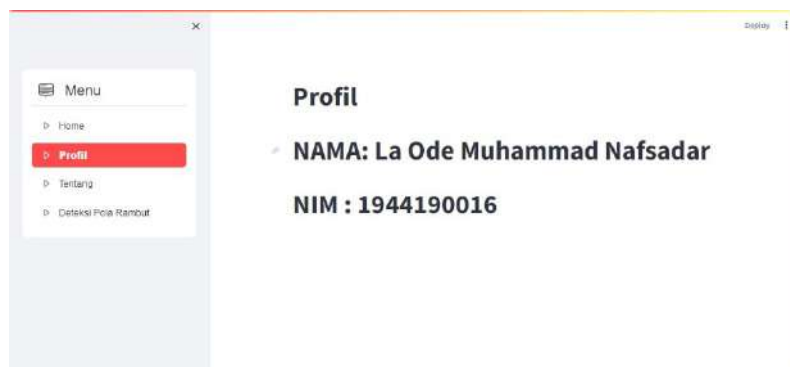 Deploy
Menu
Home
Profil
Tentang
Deteksi Pola Rambut
Profil
NAMA: La Ode Muhammad Nafsadar
NIM : 1944190016